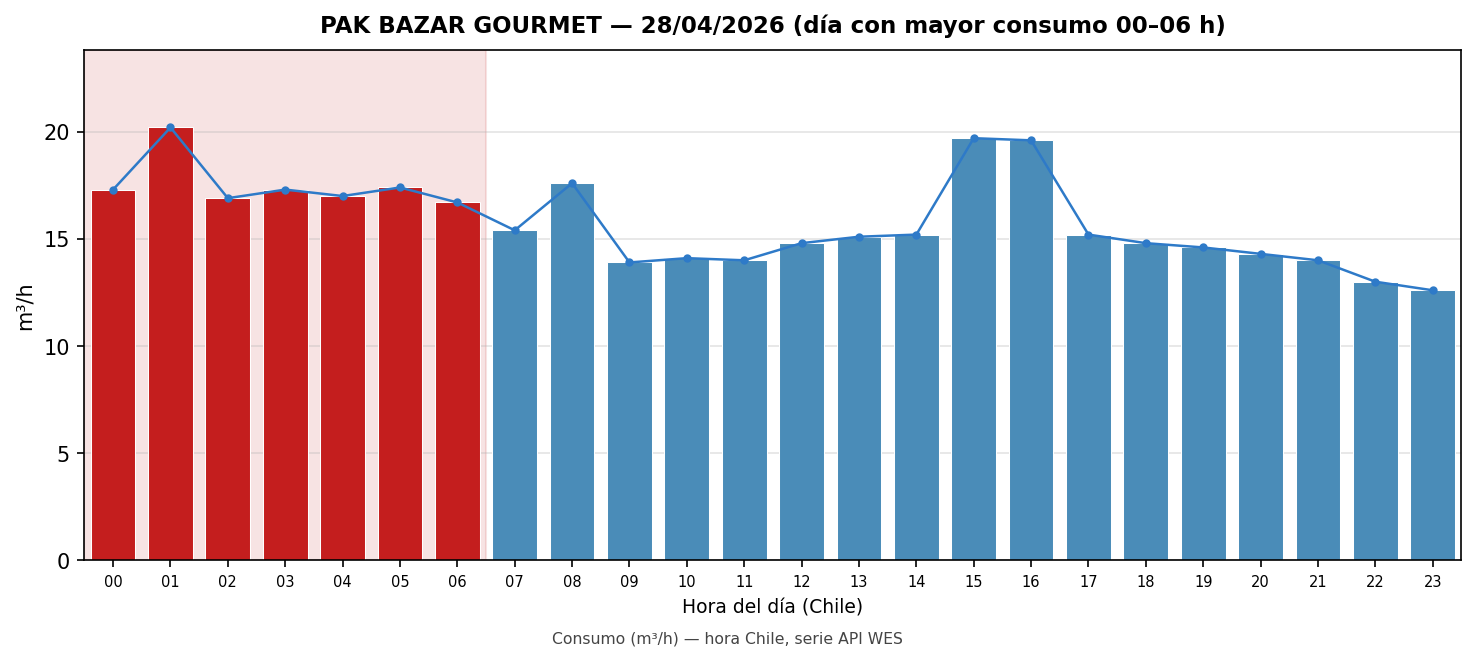 PAK BAZAR GOURMET — 28/04/2026 (día con mayor consumo 00–06 h)
m³/h
20
15
10
5
0
00 01 02 03 04 05 06 07 08 09 10 11 12 13 14 15 16 17 18 19 20 21 22 23
Hora del día (Chile)
Consumo (m³/h) — hora Chile, serie API WES